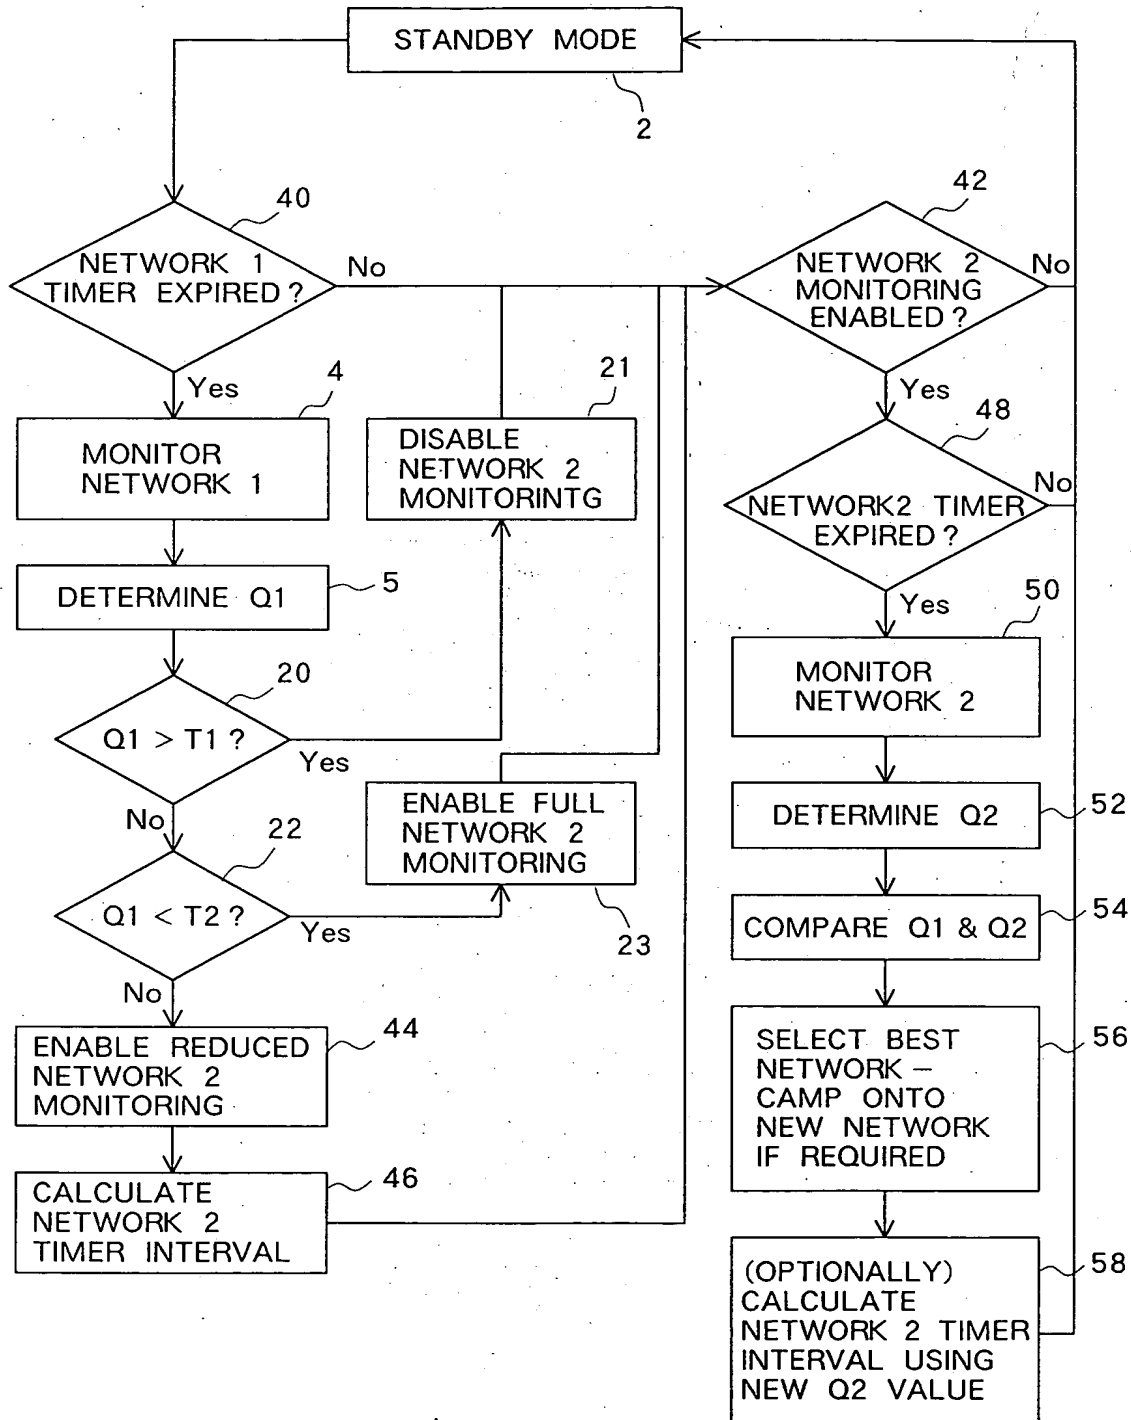 STANDBY MODE
2
40
NETWORK 1
TIMER EXPIRED ?
No
Yes
4
MONITOR
NETWORK 1
5
DETERMINE Q1
20
Q1 > T1 ?
Yes
No
22
Q1 < T2 ?
Yes
No
44
ENABLE REDUCED
NETWORK 2
MONITORING
46
CALCULATE
NETWORK 2
TIMER INTERVAL
21
DISABLE
NETWORK 2
MONITORINTG
ENABLE FULL
NETWORK 2
MONITORING
23
42
NETWORK 2
MONITORING
ENABLED ?
No
Yes
48
NETWORK2 TIMER
EXPIRED ?
No
Yes
50
MONITOR
NETWORK 2
DETERMINE Q2
52
COMPARE Q1 & Q2
54
SELECT BEST
NETWORK –
CAMP ONTO
NEW NETWORK
IF REQUIRED
56
(OPTIONALLY)
CALCULATE
NETWORK 2 TIMER
INTERVAL USING
NEW Q2 VALUE
58